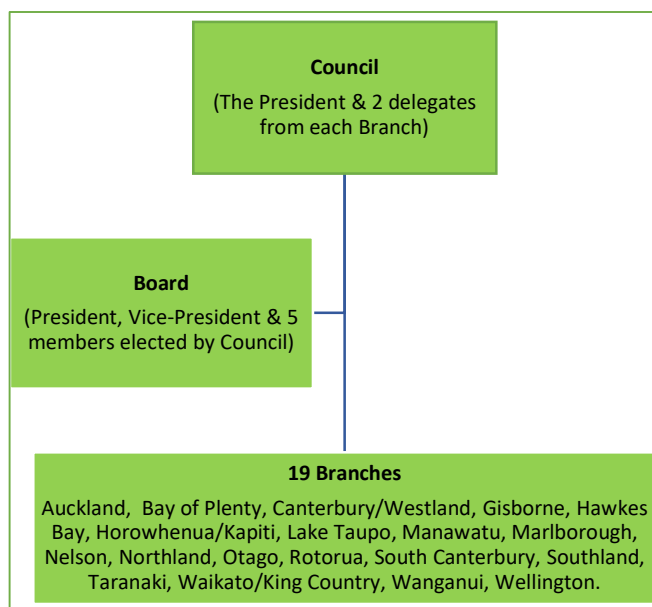 Council
(The President & 2 delegates
from each Branch)
Board
(President, Vice-President & 5
members elected by Council)
19 Branches
Auckland,  Bay of Plenty, Canterbury/Westland, Gisborne, Hawkes
Bay, Horowhenua/Kapiti, Lake Taupo, Manawatu, Marlborough,
Nelson, Northland, Otago, Rotorua, South Canterbury, Southland,
Taranaki, Waikato/King Country, Wanganui, Wellington.